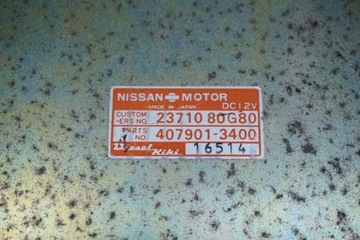 NISSAN MOTOR
MADE IN JAPAN DC12V
CUSTOM -ERS NO. 23710 80G80
PARTS NO 407901-3400
Diesel Kiki 16514